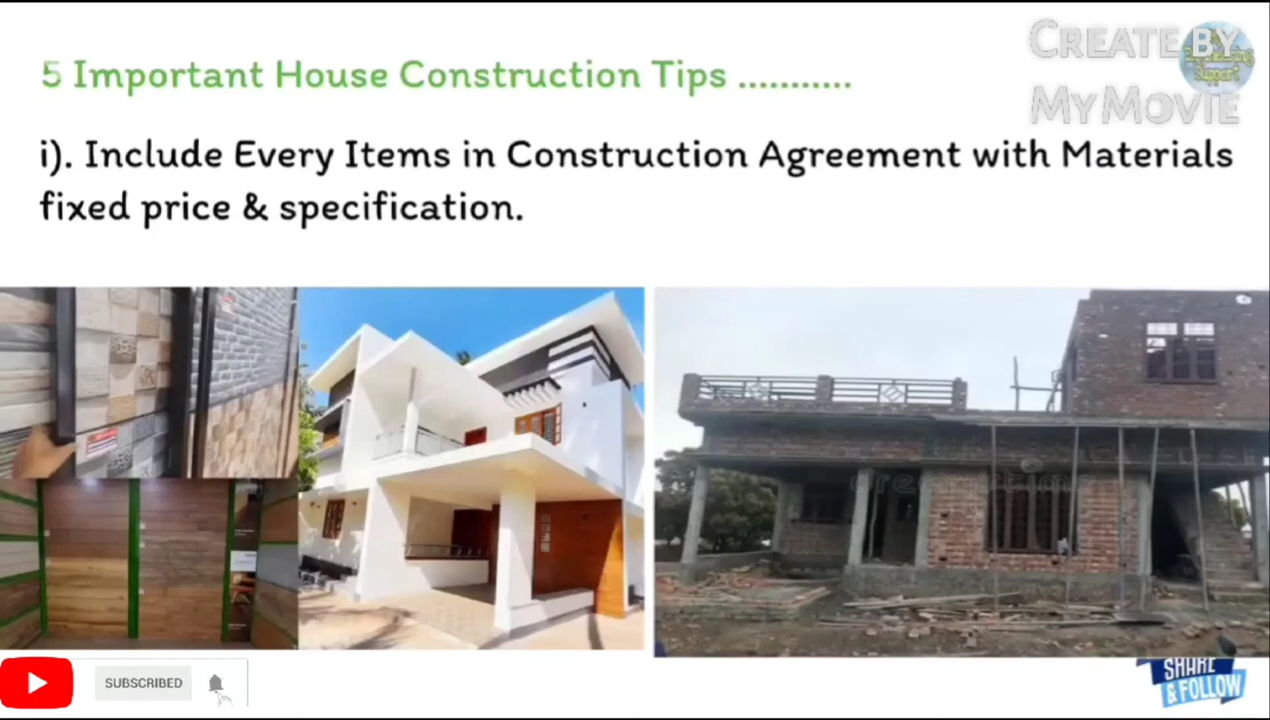 5 Important House Construction Tips ...........
CREATE BY
MY MOVIE
i). Include Every Items in Construction Agreement with Materials
fixed price & specification.
SUBSCRIBED
SHARE
& FOLLOW